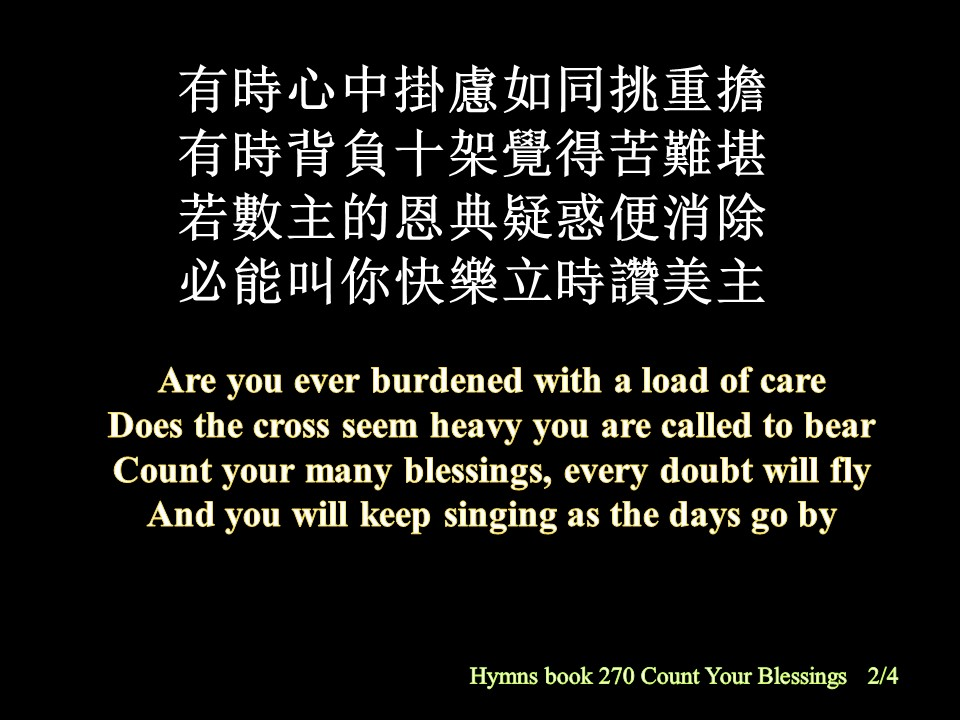 有時心中掛慮如同挑重擔
有時背負十架覺得苦難堪
若數主的恩典疑惑便消除
必能叫你快樂立時讚美主
Are you ever burdened with a load of care
Does the cross seem heavy you are called to bear
Count your many blessings, every doubt will fly
And you will keep singing as the days go by
Hymns book 270 Count Your Blessings 2/4